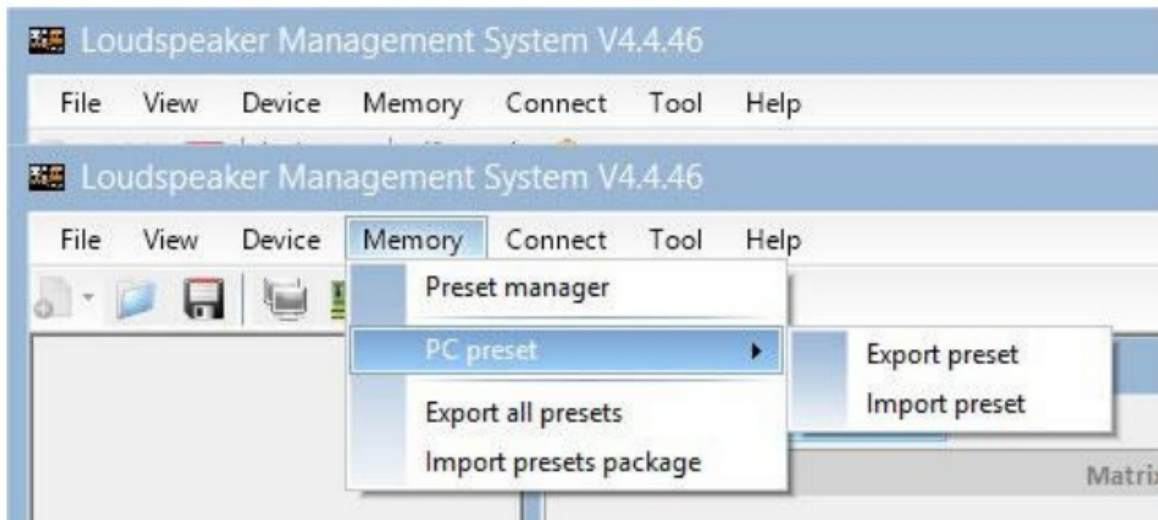 Loudspeaker Management System V4.4.46
File View Device Memory Connect Tool Help
Loudspeaker Management System V4.4.46
File View Device Memory Connect Tool Help
Preset manager
PC preset
Export preset
Import preset
Export all presets
Import presets package